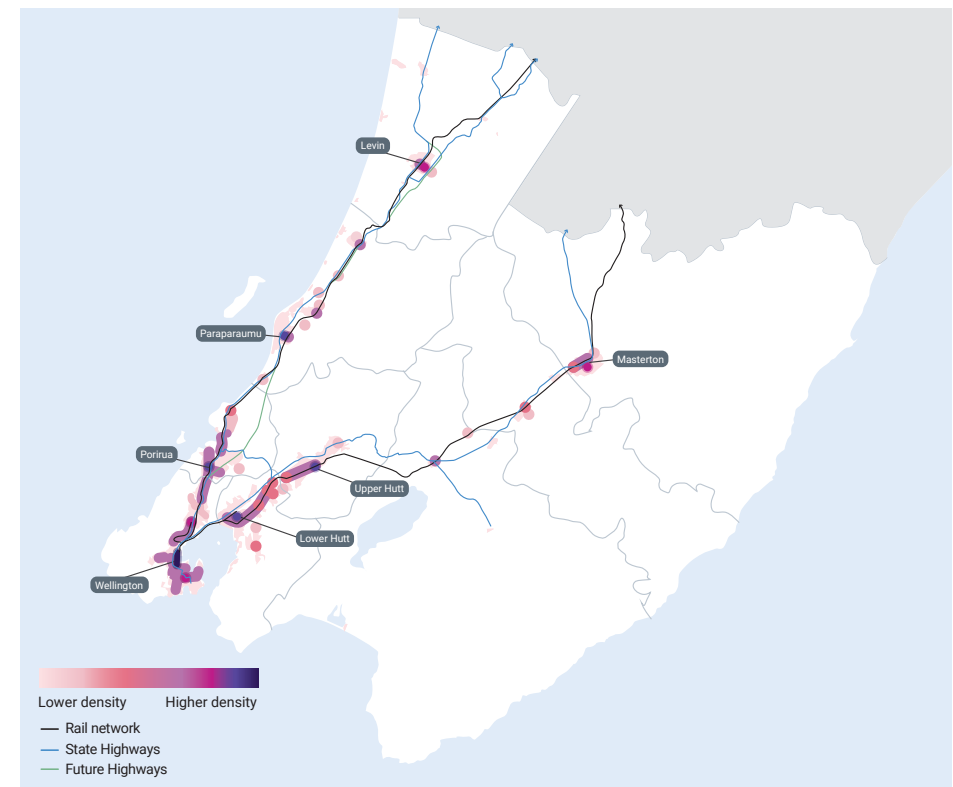 Levin
Paraparaumu
Masterton
Porirua
Upper Hutt
Lower Hutt
Wellington
Lower density Higher density
Rail network
State Highways
Future Highways